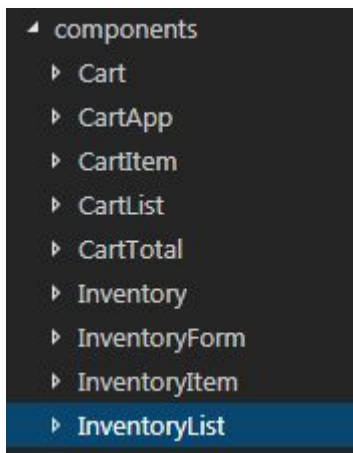 components
Cart
CartApp
CartItem
CartList
CartTotal
Inventory
InventoryForm
InventoryItem
InventoryList